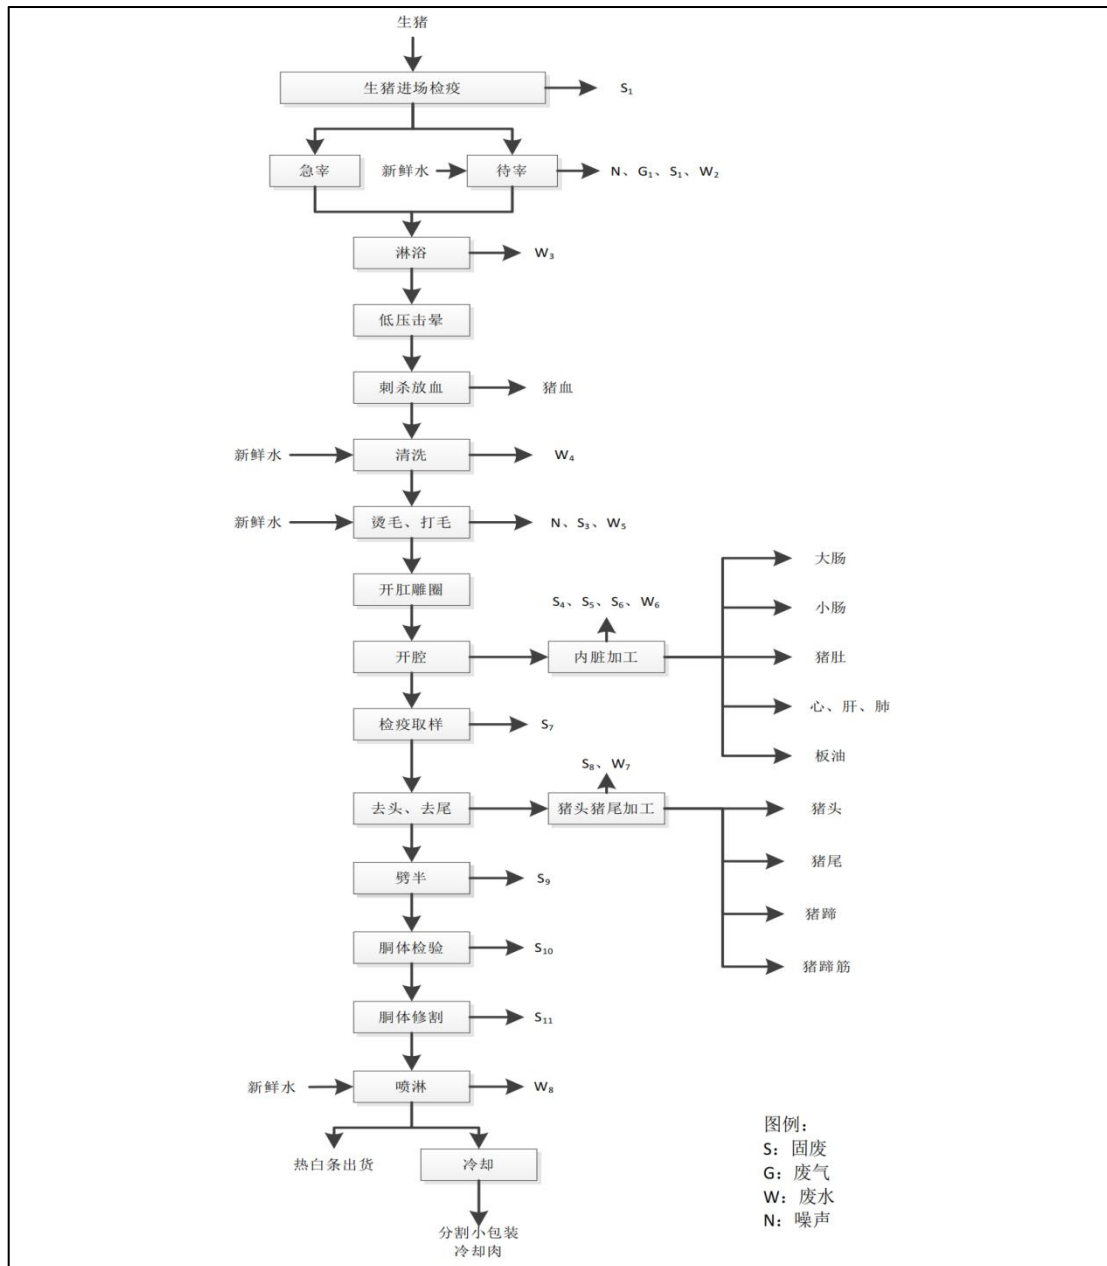 生猪
生猪进场检疫
S₁
急宰
新鲜水
待宰
N、G₁、S₁、W₂
淋浴
W₃
低压击晕
刺杀放血
猪血
新鲜水
清洗
W₄
新鲜水
烫毛、打毛
N、S₃、W₅
开肛雕圈
S₄、S₅、S₆、W₆
开腔
内脏加工
大肠
小肠
猪肚
心、肝、肺
板油
检疫取样
S₇
S₈、W₇
去头、去尾
猪头猪尾加工
猪头
猪尾
猪蹄
猪蹄筋
劈半
S₉
胴体检验
S₁₀
胴体修割
S₁₁
新鲜水
喷淋
W₈
热白条出货
冷却
分割小包装
冷却肉
图例：
S：固废
G：废气
W：废水
N：噪声